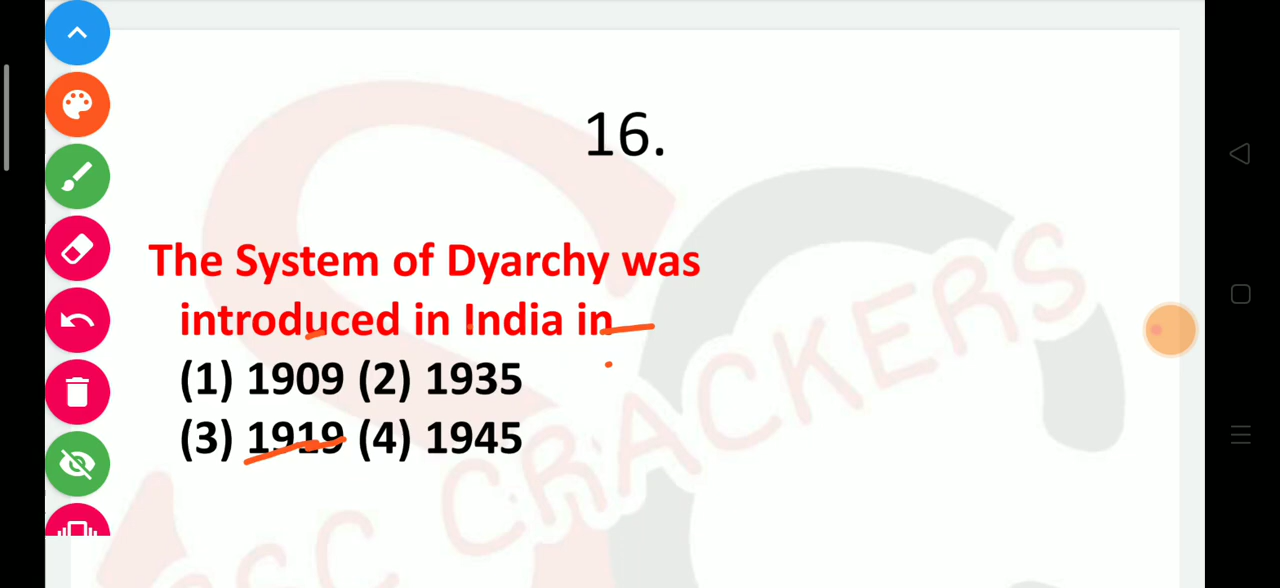 16.
The System of Dyarchy was
introduced in India in
(1) 1909 (2) 1935
(3) 1919 (4) 1945
SSC CRACKERS